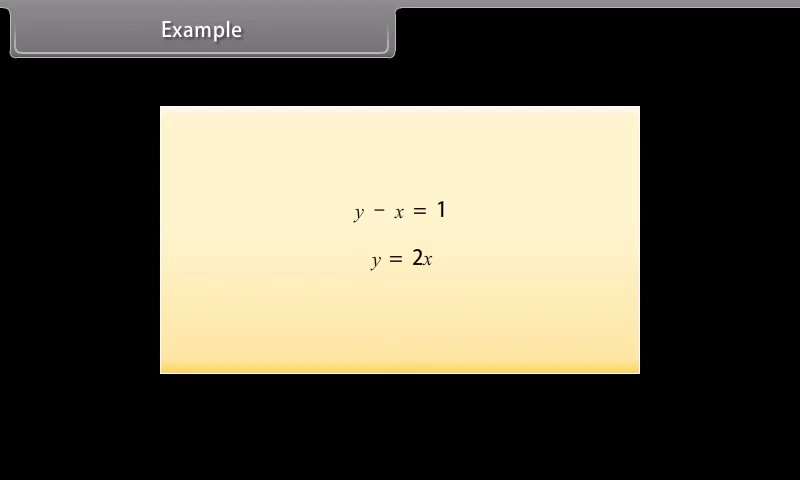 Example
y − x = 1
y = 2x